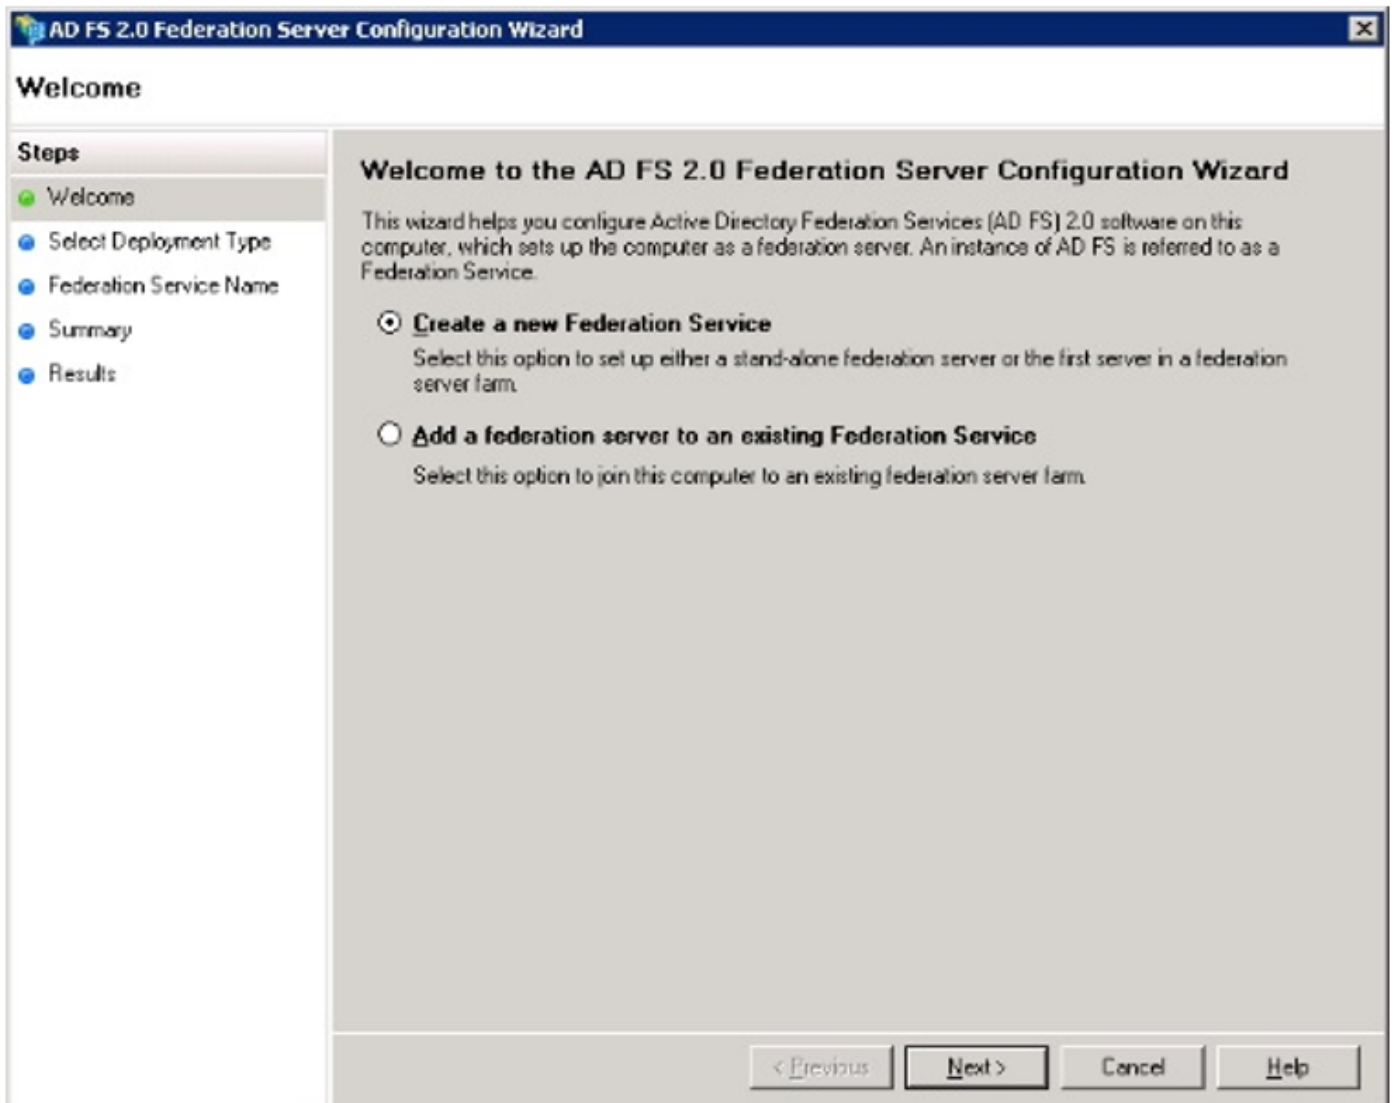 AD FS 2.0 Federation Server Configuration Wizard
Welcome
Steps
Welcome
Select Deployment Type
Federation Service Name
Summary
Results
Welcome to the AD FS 2.0 Federation Server Configuration Wizard
This wizard helps you configure Active Directory Federation Services (AD FS) 2.0 software on this
computer, which sets up the computer as a federation server. An instance of AD FS is referred to as a
Federation Service.
Create a new Federation Service
Select this option to set up either a stand-alone federation server or the first server in a federation
server farm.
Add a federation server to an existing Federation Service
Select this option to join this computer to an existing federation server farm.
< Previous
Next >
Cancel
Help